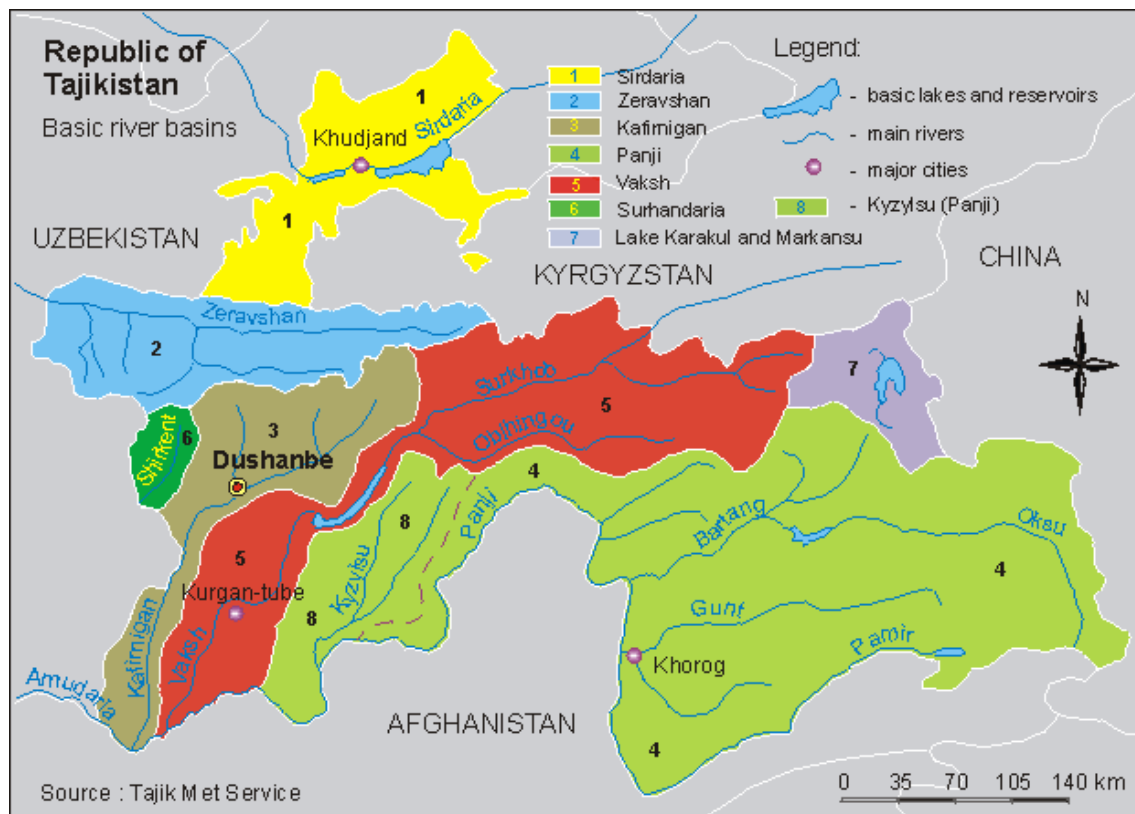 Republic of
Tajikistan
Basic river basins
Legend:
1 Sirdaria
2 Zeravshan
3 Kafirnigan
4 Panji
5 Vaksh
6 Surhandaria
7 Lake Karakul and Markansu
- basic lakes and reservoirs
- main rivers
- major cities
8 - Kyzylsu (Panji)
1
Sirdaria
Khudjand
1
UZBEKISTAN
KYRGYZSTAN
CHINA
N
Zeravshan
2
7
Surkhob
5
Obihingou
3
6
Shirkent
Dushanbe
4
Panji
8
Bartang
Oksu
5
Kyzylsu
4
Kurgan-tube
Gunt
8
Kafirnigan
Vaksh
Pamir
Khorog
Amudaria
AFGHANISTAN
4
Source : Tajik Met Service
0 35 70 105 140 km